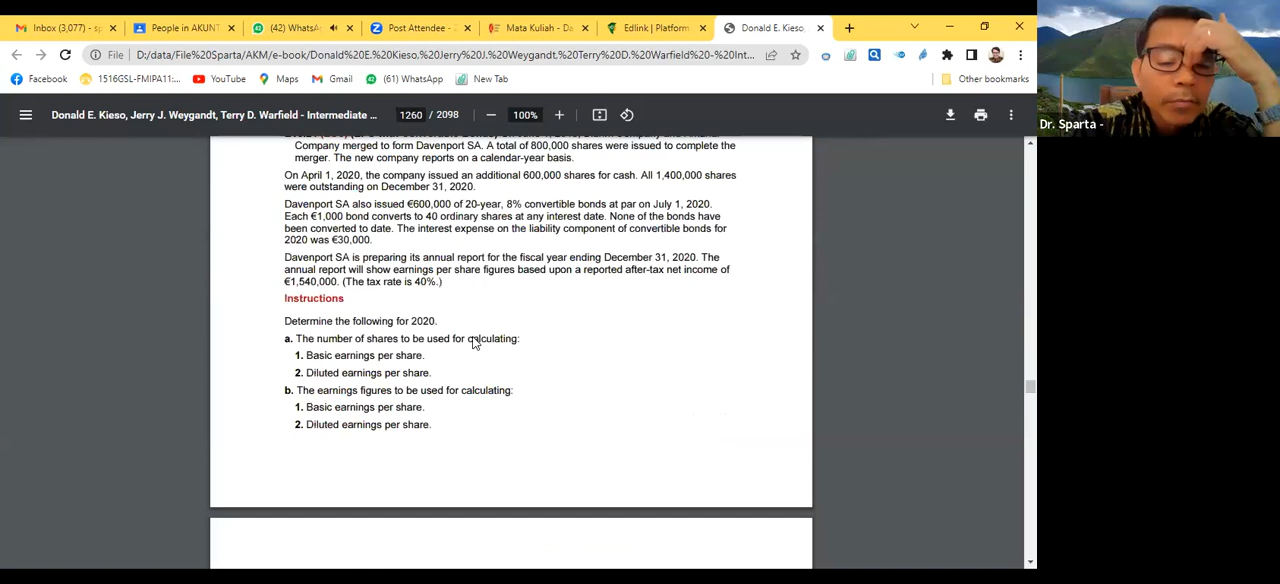 Inbox (3,077) - sp
People in AKUNT
(42) WhatsA
Post Attendee -
Mata Kuliah - Da
Edlink | Platform
Donald E. Kieso,
File
D:/data/File%20Sparta/AKM/e-book/Donald%20E.%20Kieso,%20Jerry%20J.%20Weygandt,%20Terry%20D.%20Warfield%20-%20Int...
Facebook
1516GSL-FMIPA11:...
YouTube
Maps
Gmail
(61) WhatsApp
New Tab
Other bookmarks
Donald E. Kieso, Jerry J. Weygandt, Terry D. Warfield - Intermediate ...
1260 / 2098
100%
Dr. Sparta -
Company merged to form Davenport SA. A total of 800,000 shares were issued to complete the
merger. The new company reports on a calendar-year basis.
On April 1, 2020, the company issued an additional 600,000 shares for cash. All 1,400,000 shares
were outstanding on December 31, 2020.
Davenport SA also issued €600,000 of 20-year, 8% convertible bonds at par on July 1, 2020.
Each €1,000 bond converts to 40 ordinary shares at any interest date. None of the bonds have
been converted to date. The interest expense on the liability component of convertible bonds for
2020 was €30,000.
Davenport SA is preparing its annual report for the fiscal year ending December 31, 2020. The
annual report will show earnings per share figures based upon a reported after-tax net income of
€1,540,000. (The tax rate is 40%.)
Instructions
Determine the following for 2020.
a. The number of shares to be used for calculating:
1. Basic earnings per share.
2. Diluted earnings per share.
b. The earnings figures to be used for calculating:
1. Basic earnings per share.
2. Diluted earnings per share.